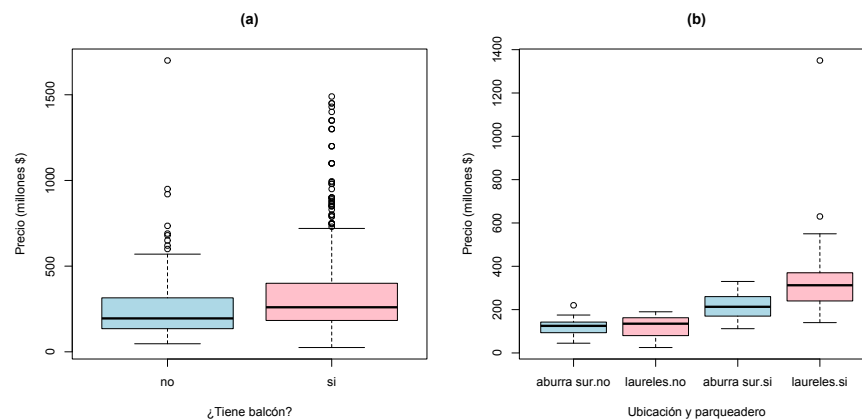 (a)
Precio (millones $)
1500
1000
500
0
no si
¿Tiene balcón?
(b)
Precio (millones $)
1400
1200
1000
800
600
400
200
0
aburra sur.no laureles.no aburra sur.si laureles.si
Ubicación y parqueadero